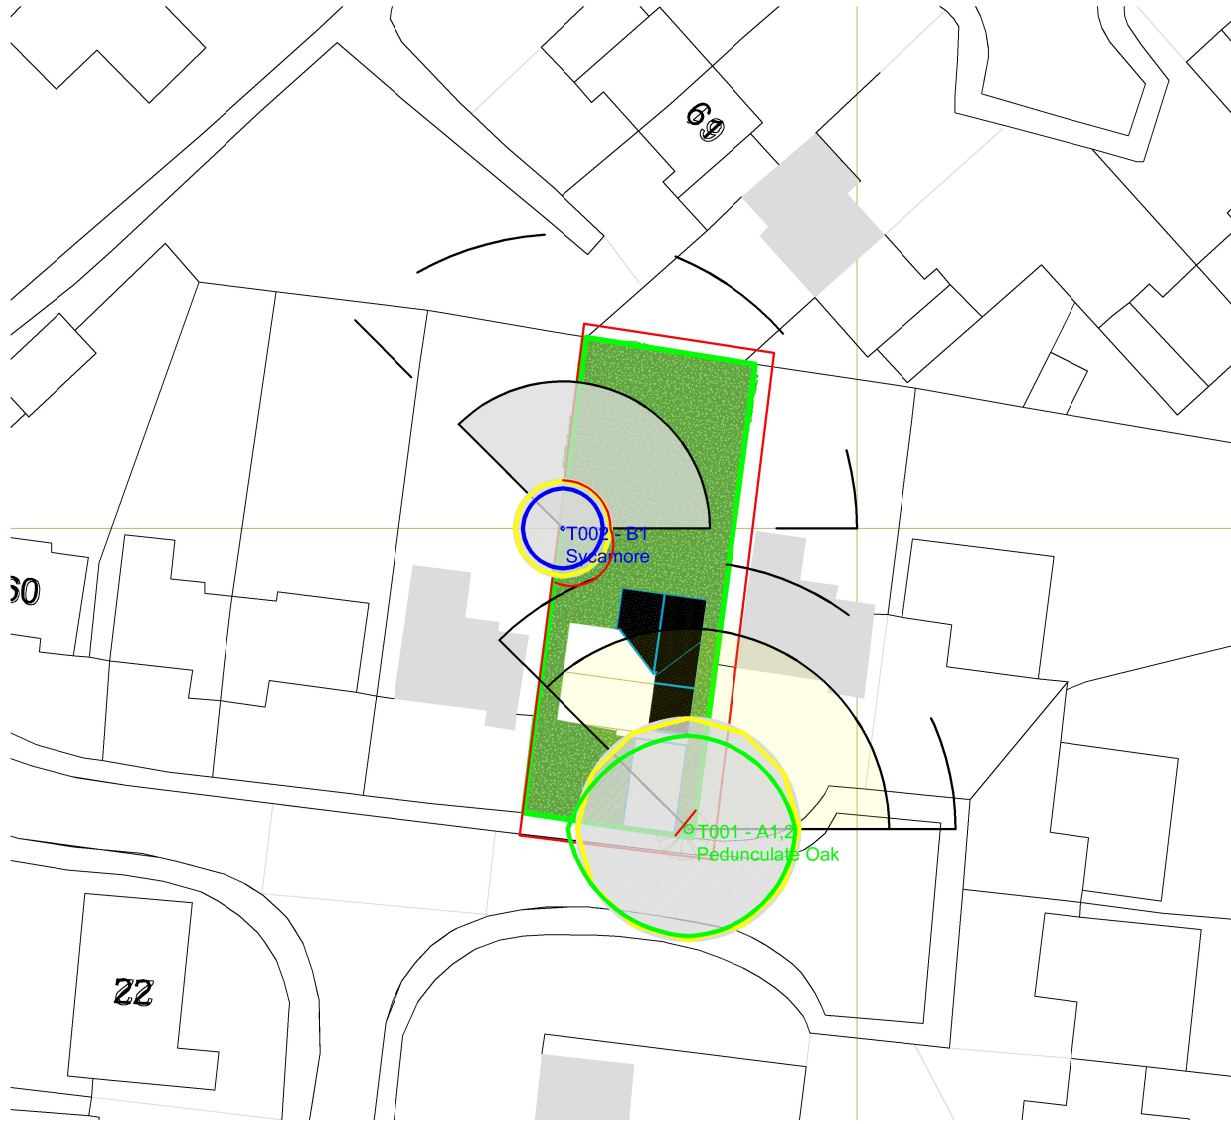 69
T002 - B1
Sycamore
60
T001 - A1,2
Pedunculate Oak
22